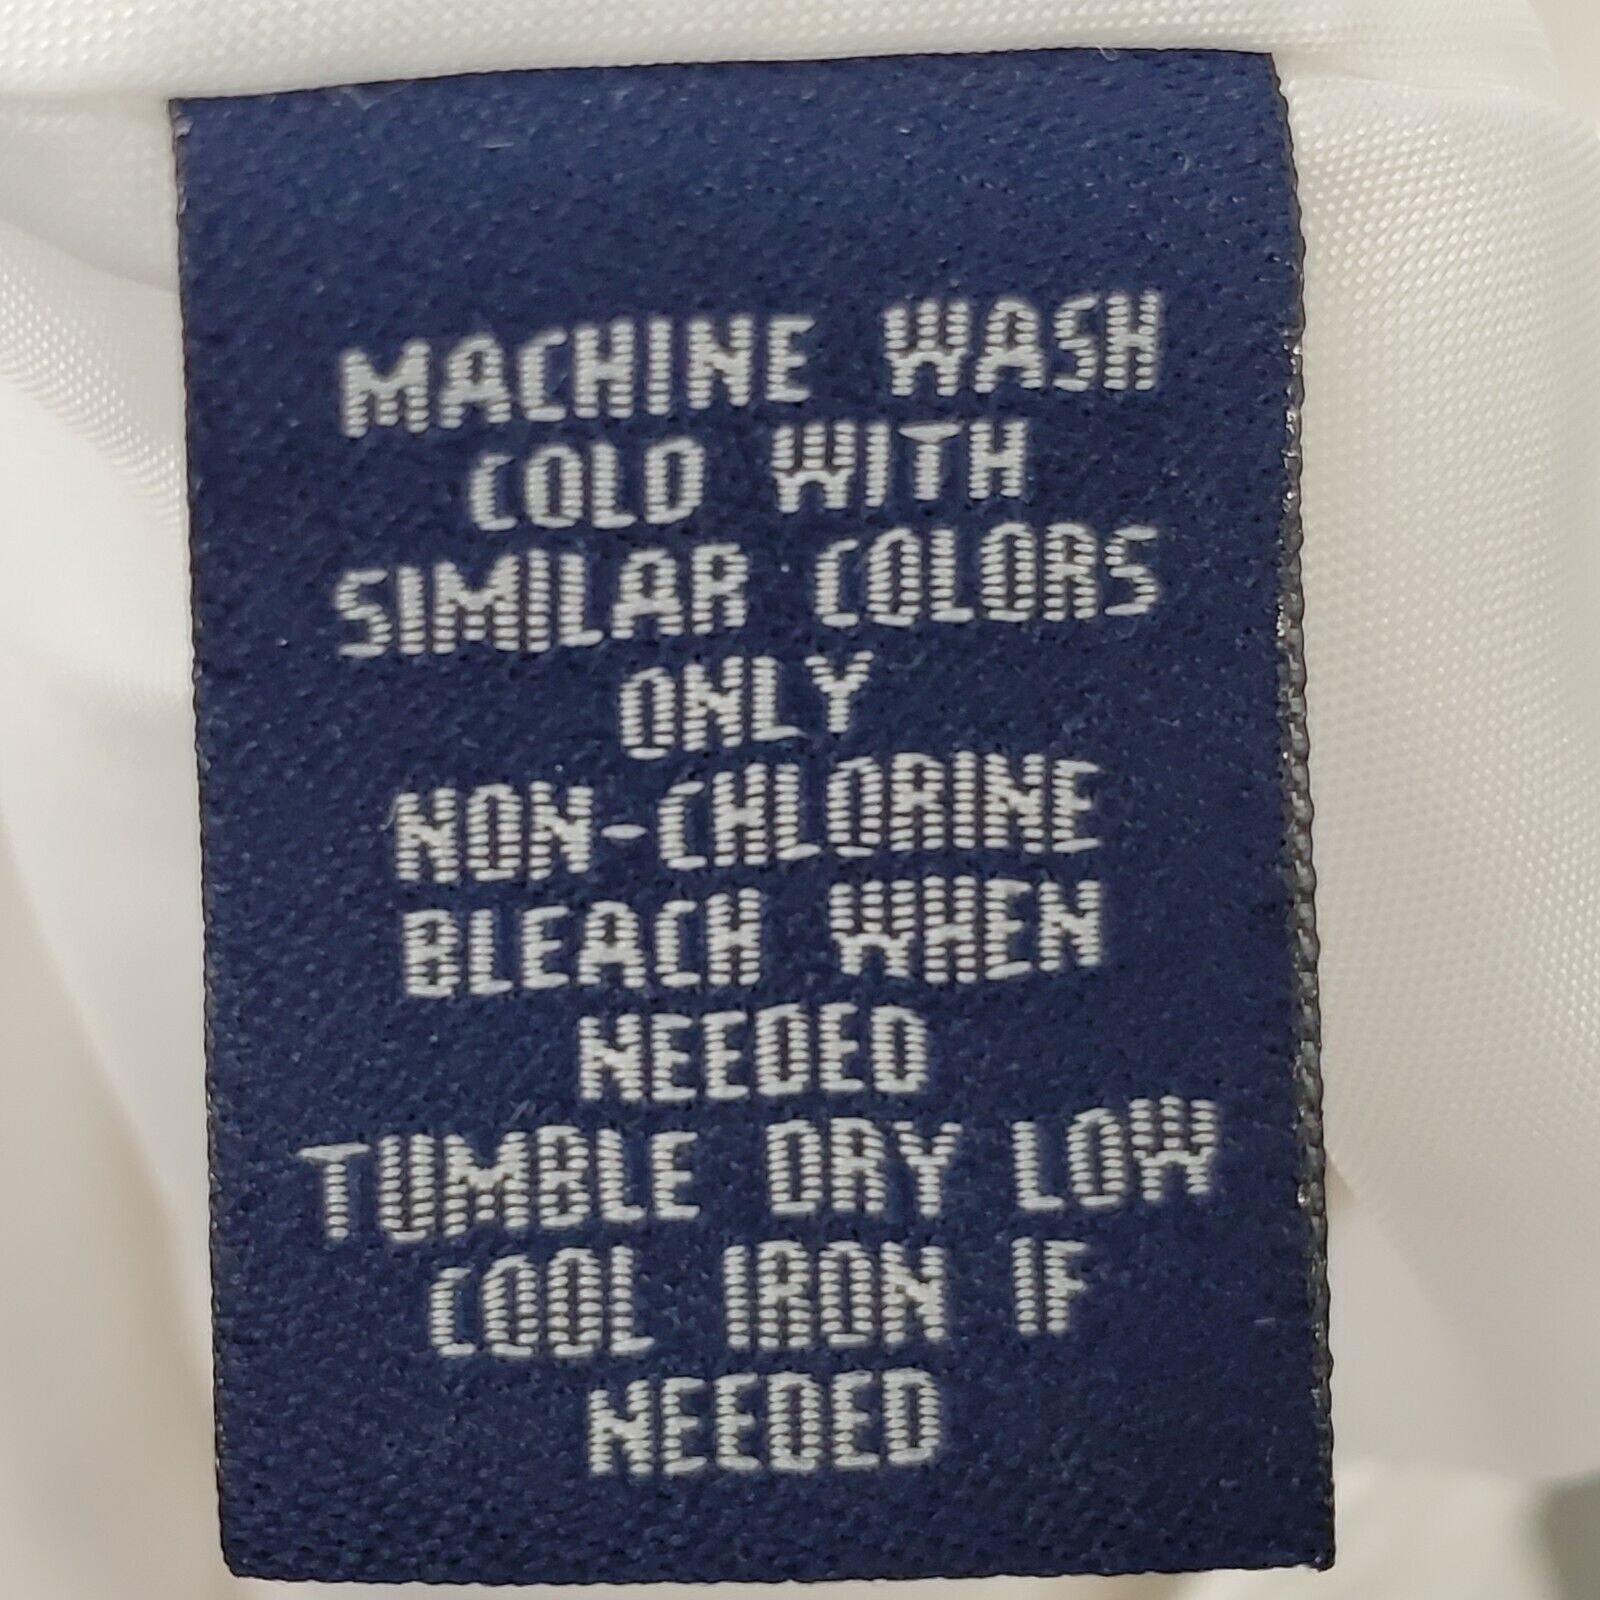 MACHINE WASH
COLD WITH
SIMILAR COLORS
ONLY
NON-CHLORINE
BLEACH WHEN
NEEDED
TUMBLE DRY LOW
COOL IRON IF
NEEDED